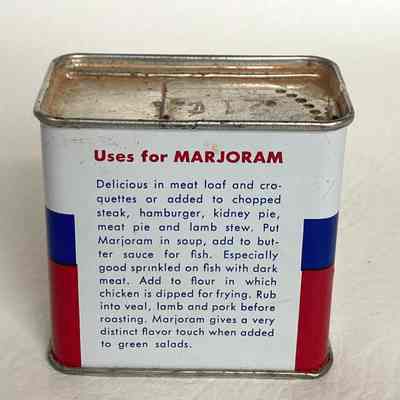 Uses for MARJORAM
Delicious in meat loaf and cro-
quettes or added to chopped
steak, hamburger, kidney pie,
meat pie and lamb stew. Put
Marjoram in soup, add to but-
ter sauce for fish. Especially
good sprinkled on fish with dark
meat. Add to flour in which
chicken is dipped for frying. Rub
into veal, lamb and pork before
roasting. Marjoram gives a very
distinct flavor touch when added
to green salads.